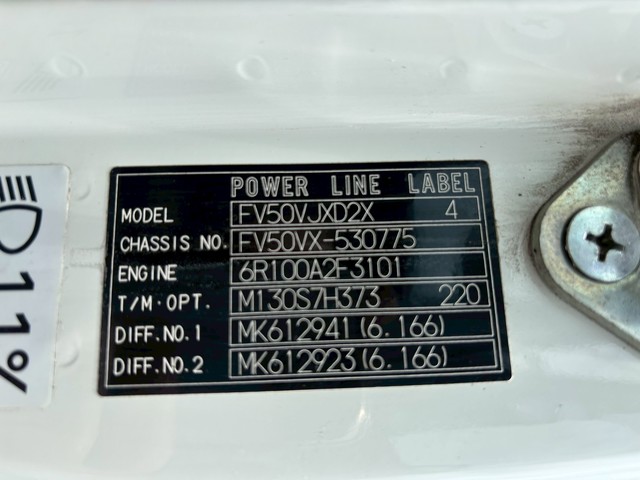 POWER LINE LABEL
MODEL FV50VJXD2X 4
CHASSIS NO. FV50VX-530775
ENGINE 6R100A2F3101
T/M·OPT. M130S7H373 220
DIFF.NO.1 MK612941(6.166)
DIFF.NO.2 MK612923(6.166)
11%